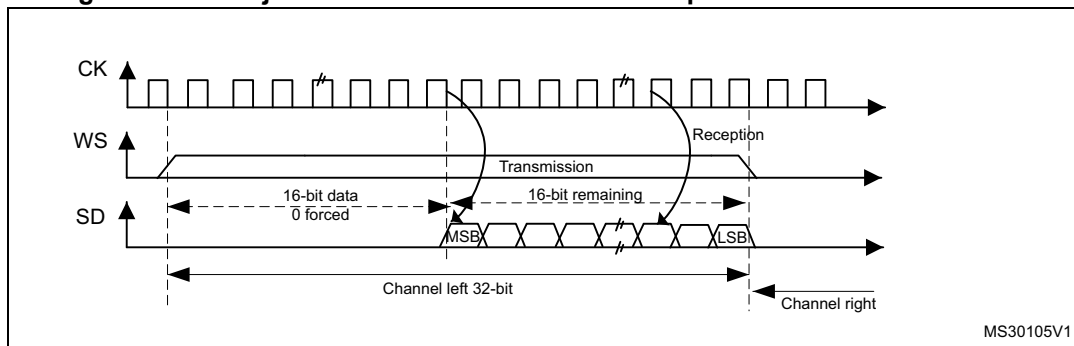 CK
Reception
WS
Transmission
16-bit data
0 forced
16-bit remaining
SD
MSB
LSB
Channel left 32-bit
Channel right
MS30105V1